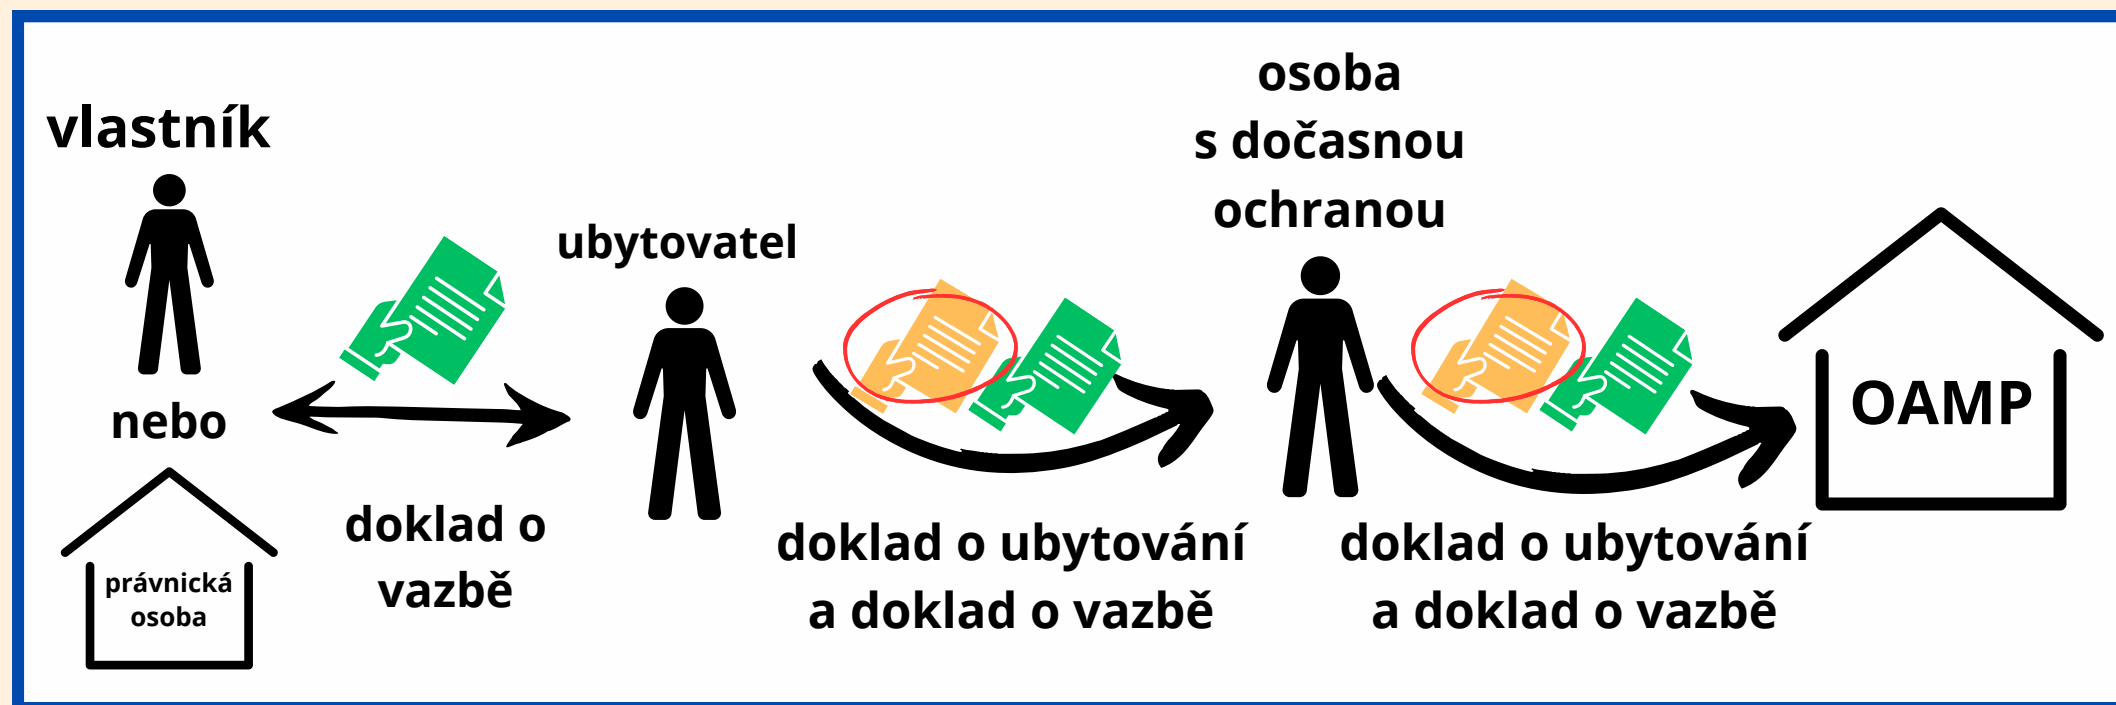 vlastník
nebo
právnická
osoba
doklad o
vazbě
ubytovatel
doklad o ubytování
a doklad o vazbě
osoba
s dočasnou
ochranou
doklad o ubytování
a doklad o vazbě
OAMP